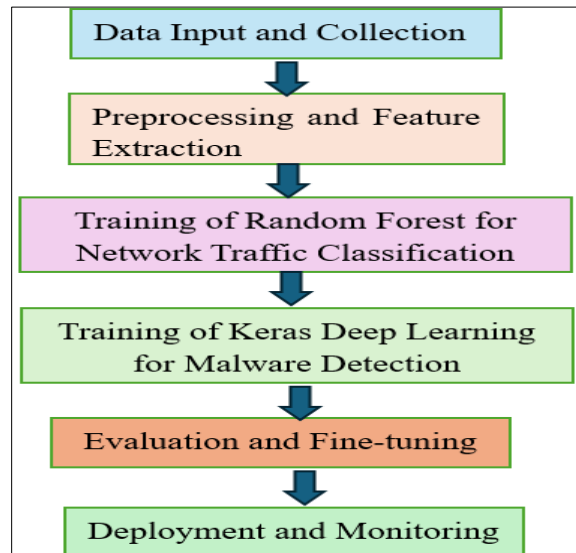 Data Input and Collection
Preprocessing and Feature
Extraction
Training of Random Forest for
Network Traffic Classification
Training of Keras Deep Learning
for Malware Detection
Evaluation and Fine-tuning
Deployment and Monitoring